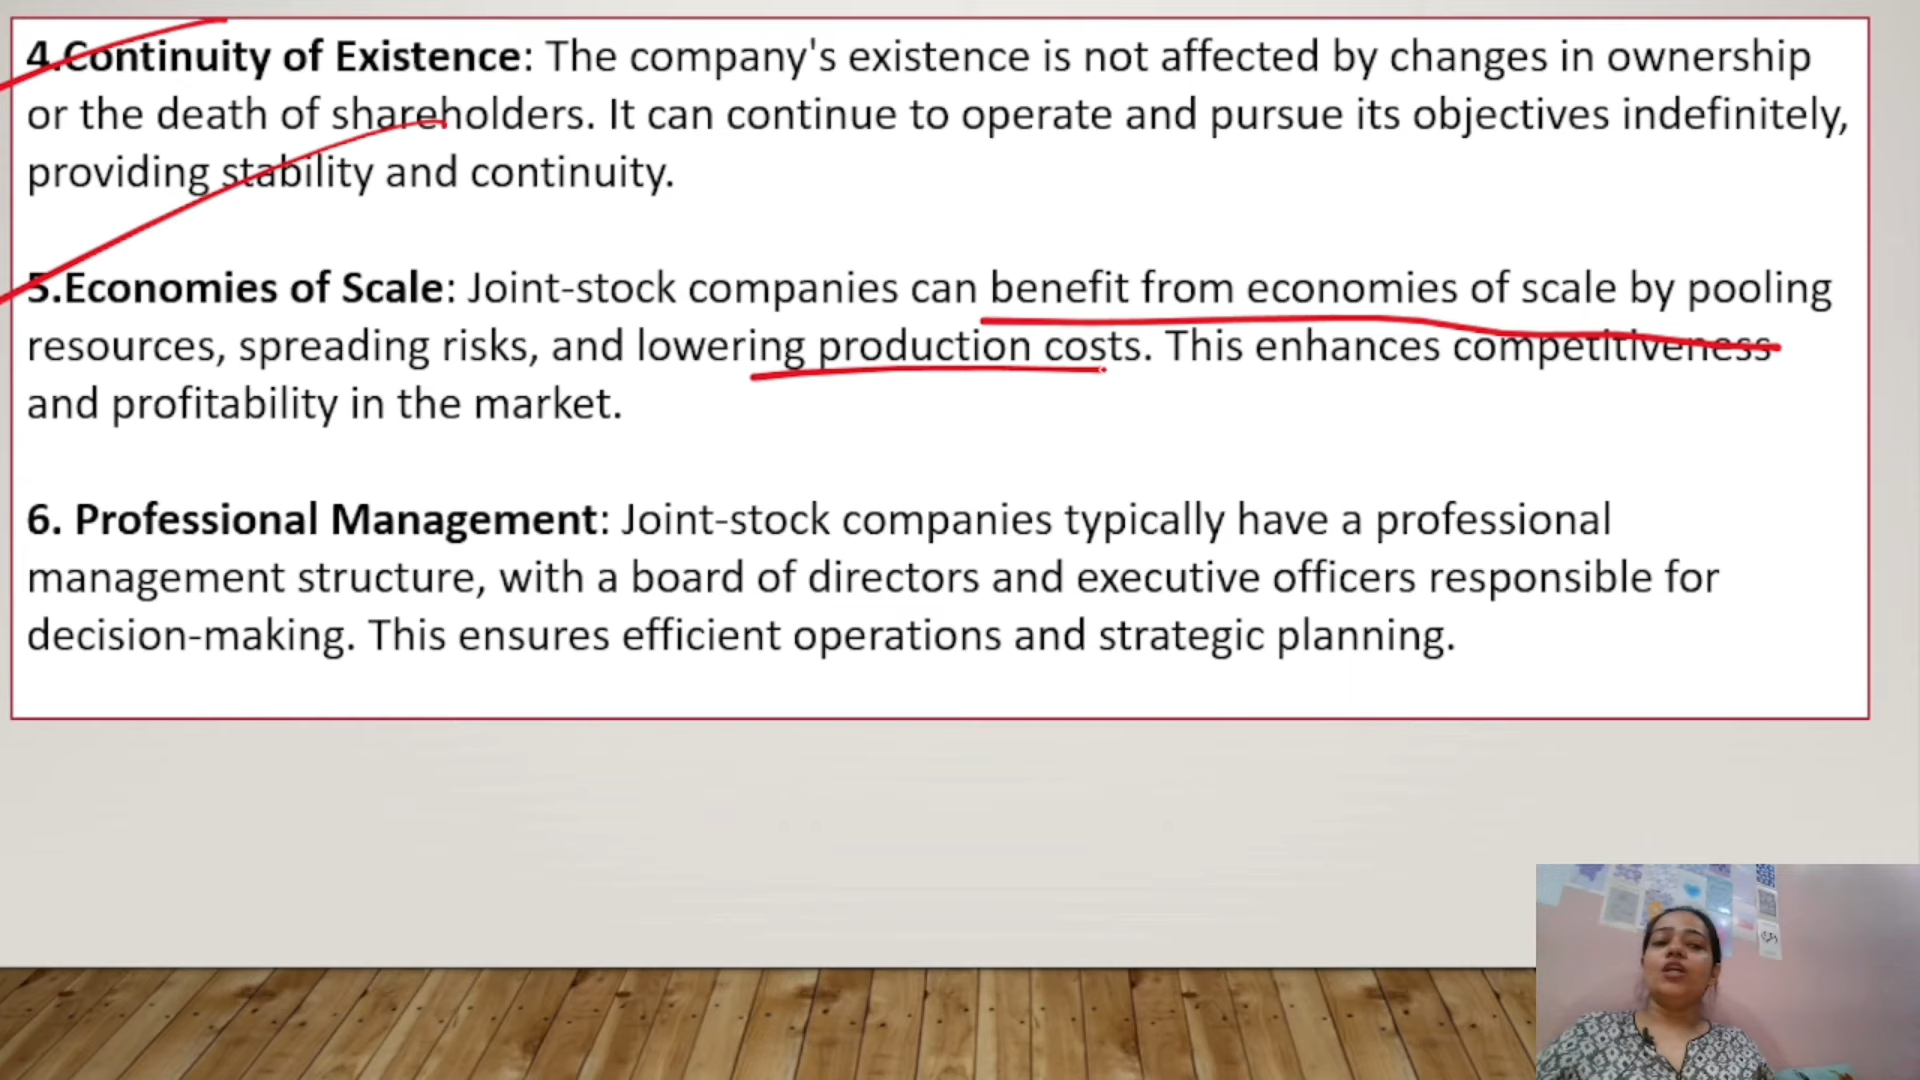 4.Continuity of Existence: The company's existence is not affected by changes in ownership
or the death of shareholders. It can continue to operate and pursue its objectives indefinitely,
providing stability and continuity.
5.Economies of Scale: Joint-stock companies can benefit from economies of scale by pooling
resources, spreading risks, and lowering production costs. This enhances competitiveness
and profitability in the market.
6. Professional Management: Joint-stock companies typically have a professional
management structure, with a board of directors and executive officers responsible for
decision-making. This ensures efficient operations and strategic planning.